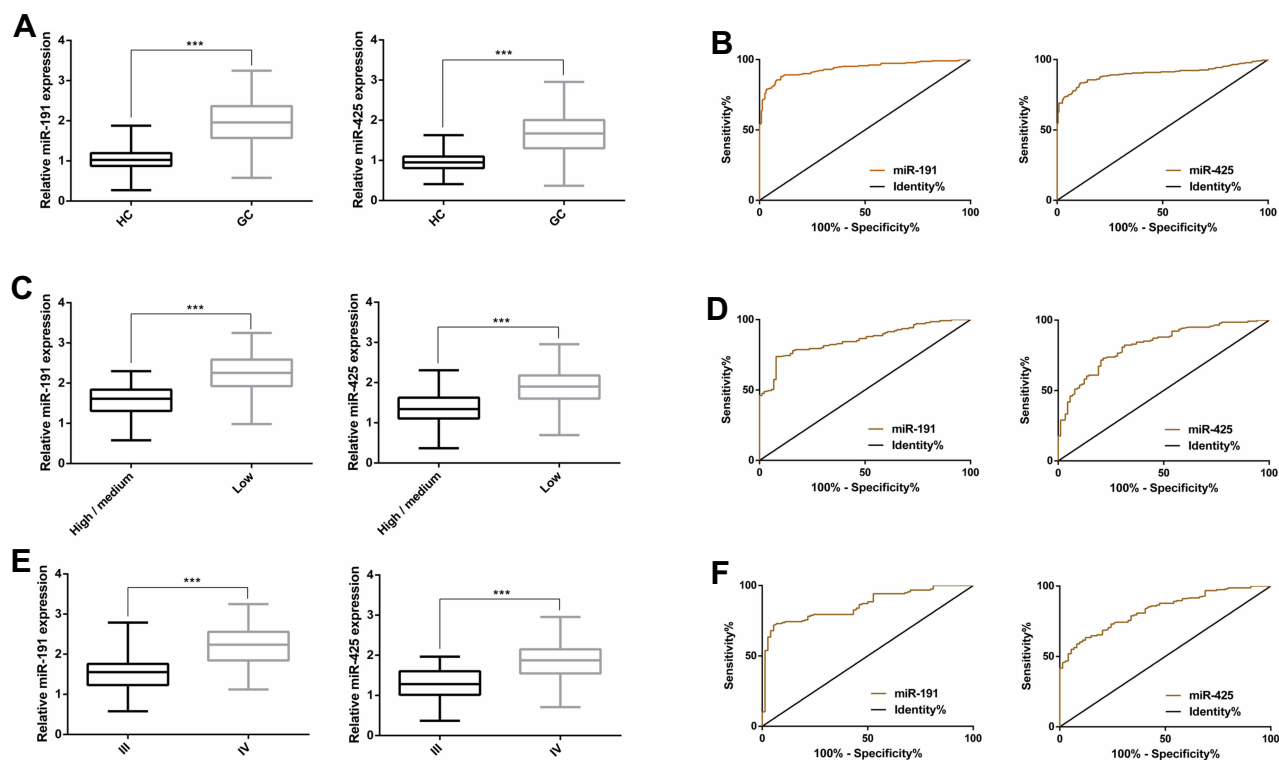 A
Relative miR-191 expression
4
3
2
1
0
***
HC
GC
Relative miR-425 expression
4
3
2
1
0
***
HC
GC
B
Sensitivity%
100
50
0
0
50
100
miR-191
Identity%
100% - Specificity%
Sensitivity%
100
50
0
0
50
100
miR-425
Identity%
100% - Specificity%
C
Relative miR-191 expression
4
3
2
1
0
***
High / medium
Low
Relative miR-425 expression
4
3
2
1
0
***
High / medium
Low
D
Sensitivity%
100
50
0
0
50
100
miR-191
Identity%
100% - Specificity%
Sensitivity%
100
50
0
0
50
100
miR-425
Identity%
100% - Specificity%
E
Relative miR-191 expression
4
3
2
1
0
***
III
IV
Relative miR-425 expression
4
3
2
1
0
***
III
IV
F
Sensitivity%
100
50
0
0
50
100
miR-191
Identity%
100% - Specificity%
Sensitivity%
100
50
0
0
50
100
miR-425
Identity%
100% - Specificity%